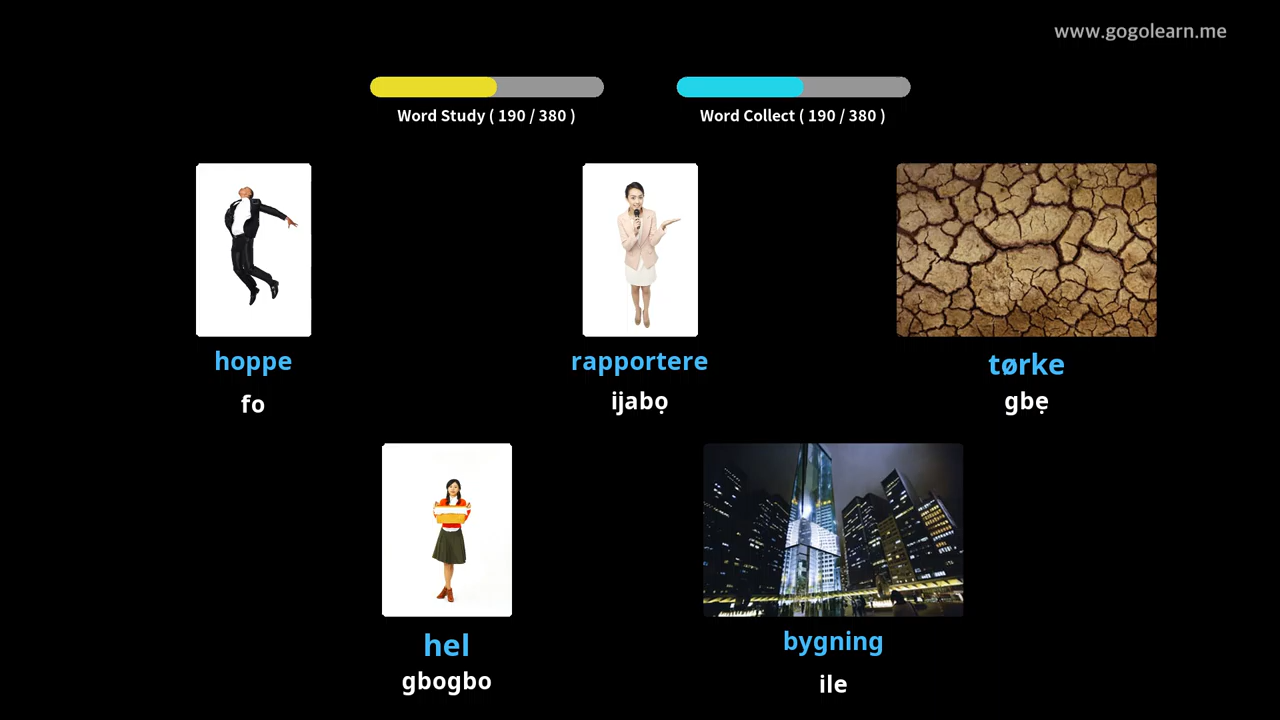 www.gogolearn.me
Word Study ( 190 / 380 )
Word Collect ( 190 / 380 )
hoppe
fo
rapportere
ijabọ
tørke
gbẹ
hel
gbogbo
bygning
ile